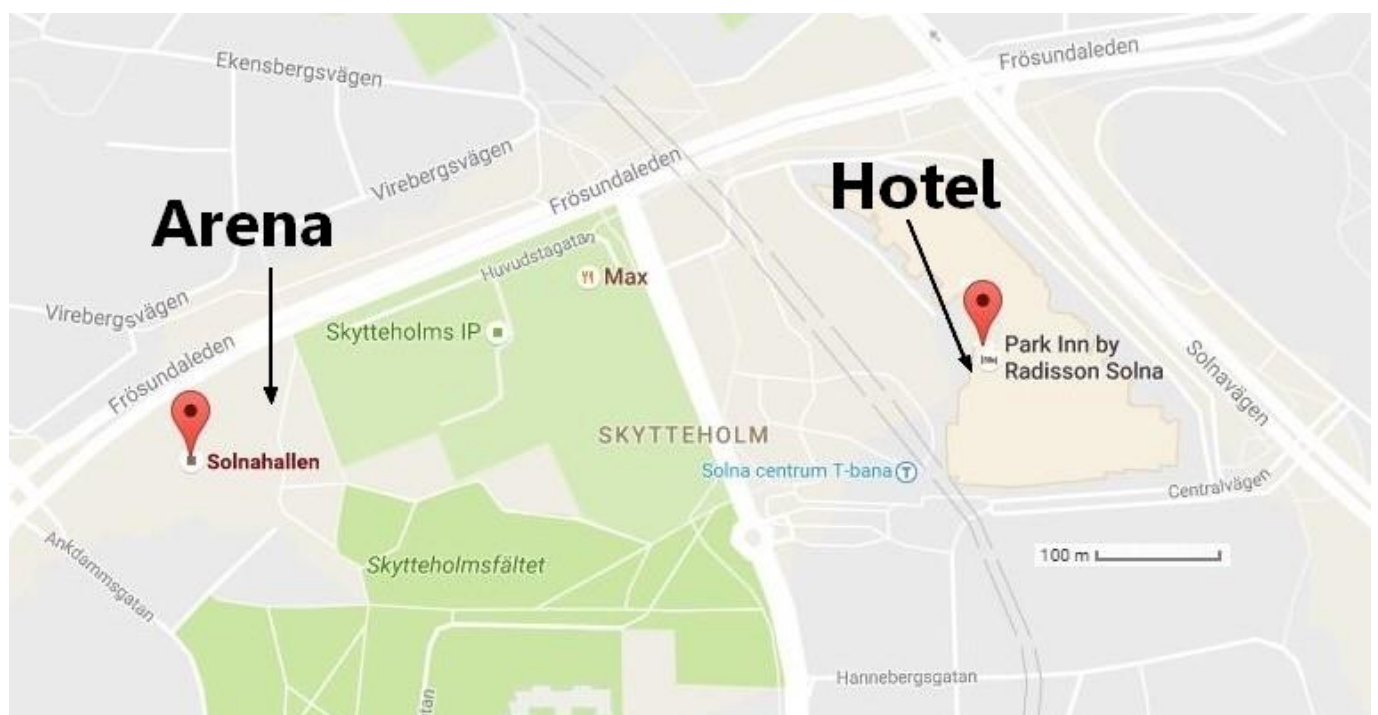 Ekensbergsvägen
Frösundaleden
Virebergsvägen
Frösundaleden
Hotel
Arena
Huvudstagatan
Max
Virebergsvägen
Skytteholms IP
Frösundaleden
Park Inn by
Radisson Solna
Solnavägen
SKYTTEHOLM
Solnahallen
Solna centrum T-bana T
Centralvägen
Ankdammsgatan
Skytteholmsfältet
100 m
Hannebergsgatan
tan